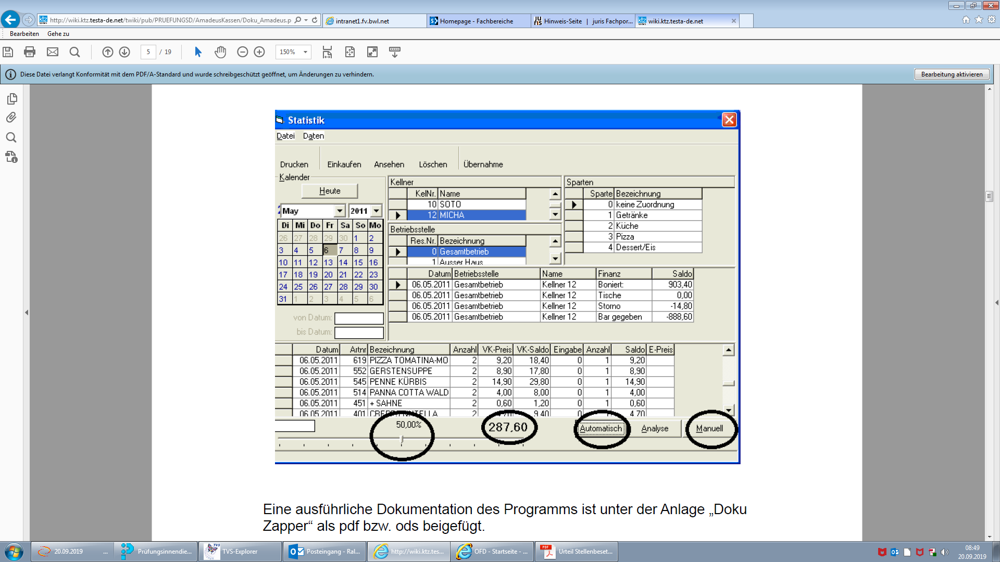 http://wiki.ktz.testa-de.net/twiki/pub/PRUEFUNGSD/AmadeusKassen/Doku_Amadeus.p
intranet1.fv.bwl.net
Homepage - Fachbereiche
Hinweis-Seite | juris Fachpor...
wiki.ktz.testa-de.net
Bearbeiten Gehe zu
5 / 19 150%
Diese Datei verlangt Konformität mit dem PDF/A-Standard und wurde schreibgeschützt geöffnet, um Änderungen zu verhindern.
Bearbeitung aktivieren
Statistik
Datei Daten
Drucken Einkaufen Ansehen Löschen Übernahme
Kalender
Heute
May 2011
Di Mi Do Fr Sa So Mo
26 27 28 29 30 1 2
3 4 5 6 7 8 9
10 11 12 13 14 15 16
17 18 19 20 21 22 23
24 25 26 27 28 29 30
31 1 2 3 4 5 6
von Datum:
bis Datum:
Kellner
KelNr. Name
10 SOTO
12 MICHA
Betriebsstelle
Res.Nr. Bezeichnung
0 Gesamtbetrieb
1 Ausser Haus
Sparten
Sparte Bezeichnung
0 keine Zuordnung
1 Getränke
2 Küche
3 Pizza
4 Dessert/Eis
Datum Betriebsstelle Name Finanz Saldo
06.05.2011 Gesamtbetrieb Kellner 12 Boniert: 903,40
06.05.2011 Gesamtbetrieb Kellner 12 Tische 0,00
06.05.2011 Gesamtbetrieb Kellner 12 Storno -14,80
06.05.2011 Gesamtbetrieb Kellner 12 Bar gegeben -888,60
Datum Artnr Bezeichnung Anzahl VK-Preis VK-Saldo Eingabe Anzahl Saldo E-Preis
06.05.2011 619 PIZZA TOMATINA-MO 2 9,20 18,40 0 1 9,20
06.05.2011 552 GERSTENSUPPE 2 8,90 17,80 0 1 8,90
06.05.2011 545 PENNE KÜRBIS 2 14,90 29,80 0 1 14,90
06.05.2011 514 PANNA COTTA WALD 2 4,00 8,00 0 1 4,00
06.05.2011 451 + SAHNE 2 0,60 1,20 0 1 0,60
06.05.2011 401 2 9,40 0 1 4,70
50,00% 287,60 Automatisch Analyse Manuell
Eine ausführliche Dokumentation des Programms ist unter der Anlage „Doku
Zapper“ als pdf bzw. ods beigefügt.
20.09.2019 ...
Prüfungsinnendie...
TVS-Explorer
Posteingang - Ral...
http://wiki.ktz.tes...
OFD - Startseite - ...
Urteil Stellenbeset...
08:49
20.09.2019